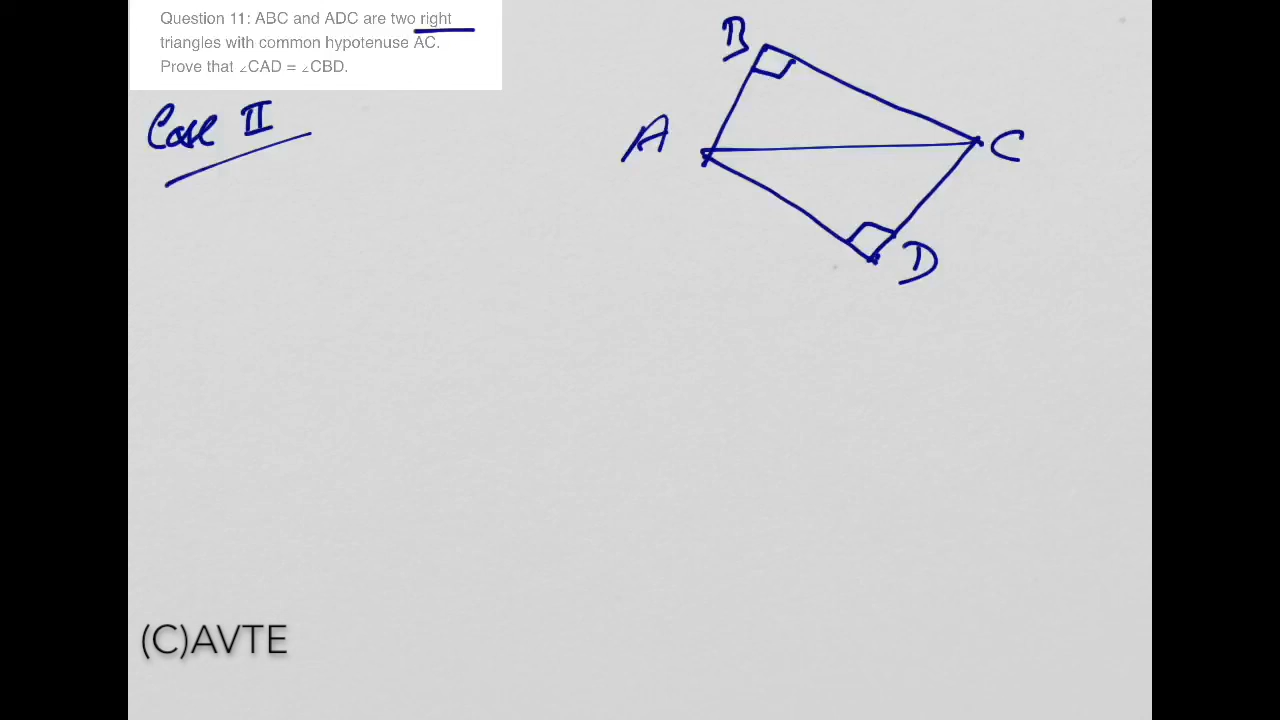 Question 11: ABC and ADC are two right
triangles with common hypotenuse AC.
Prove that ∠CAD = ∠CBD.
Case II
B
A
C
D
(C)AVTE